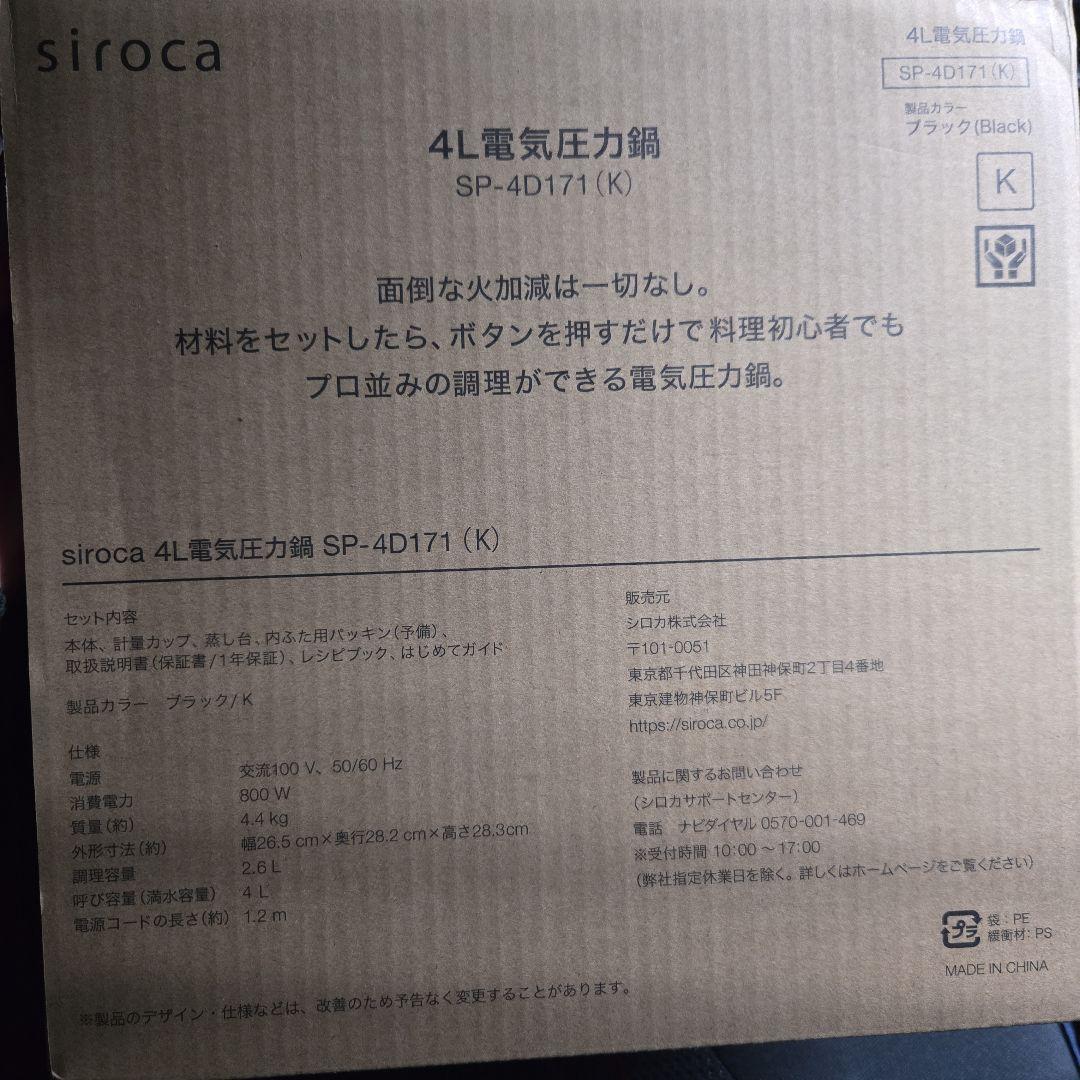 siroca
4L電気圧力鍋
SP-4D171(K)
製品カラー
ブラック(Black)
K
4L電気圧力鍋
SP-4D171(K)
面倒な火加減は一切なし。
材料をセットしたら、ボタンを押すだけで料理初心者でも
プロ並みの調理ができる電気圧力鍋。
siroca 4L電気圧力鍋 SP-4D171 (K)
セット内容
本体、計量カップ、蒸し台、内ふた用パッキン(予備)、
取扱説明書(保証書/1年保証)、レシピブック、はじめてガイド
製品カラー ブラック/K
仕様
電源 交流100 V、50/60 Hz
消費電力 800 W
質量(約) 4.4 kg
外形寸法(約) 幅26.5 cm×奥行28.2 cm×高さ28.3cm
調理容量 2.6 L
呼び容量(満水容量) 4 L
電源コードの長さ(約) 1.2 m
販売元
シロカ株式会社
〒101-0051
東京都千代田区神田神保町2丁目4番地
東京建物神保町ビル5F
https://siroca.co.jp/
製品に関するお問い合わせ
(シロカサポートセンター)
電話 ナビダイヤル 0570-001-469
※受付時間 10:00～17:00
(弊社指定休業日を除く。詳しくはホームページをご覧ください)
プラ
袋:PE
緩衝材:PS
MADE IN CHINA
※製品のデザイン・仕様などは、改善のため予告なく変更することがあります。